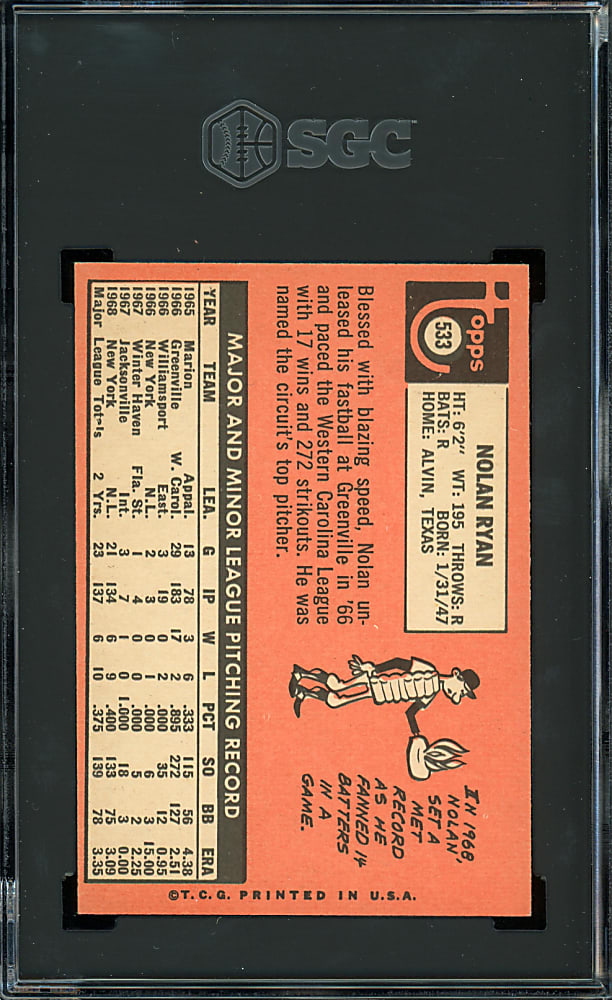 SGC
Topps
533
NOLAN RYAN
HT: 6'2" WT: 195 THROWS: R
BATS: R BORN: 1/31/47
HOME: ALVIN, TEXAS
Blessed with blazing speed, Nolan un-
leased his fastball at Greenville in '66
and paced the Western Carolina League
with 17 wins and 272 strikouts. He was
named the circuit's top pitcher.
IN 1968,
NOLAN
SET A
MET
RECORD
AS HE
FANNED 14
BATTERS
IN A
GAME.
MAJOR AND MINOR LEAGUE PITCHING RECORD
YEAR TEAM LEA. G IP W L PCT SO BB ERA
1965 Marion Appal. 13 78 3 6 .333 115 56 4.38
1966 Greenville W. Carol. 29 183 17 2 .895 272 127 2.51
1966 Williamsport East. 3 19 0 2 .000 35 12 0.95
1966 New York N.L. 2 3 0 1 .000 6 3 15.00
1967 Winter Haven Fla. St. 1 4 0 0 .000 5 2 2.25
1967 Jacksonville Int. 3 7 1 0 1.000 18 3 0.00
1968 New York N.L. 21 134 6 9 .400 133 75 3.09
Major League Tot-ls 2 Yrs. 23 137 6 10 .375 139 78 3.35
©T.C.G. PRINTED IN U.S.A.